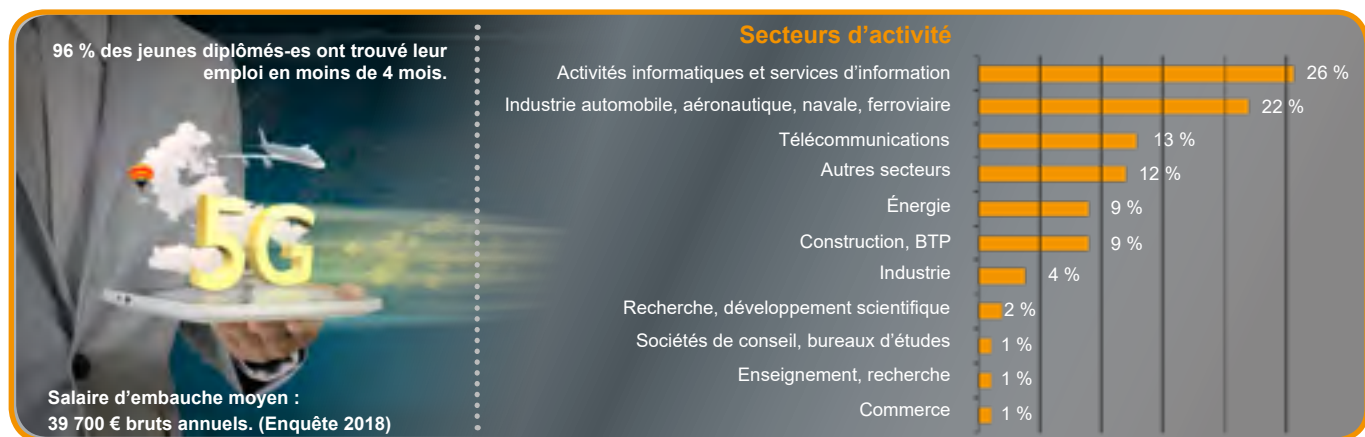 96 % des jeunes diplômés-es ont trouvé leur
emploi en moins de 4 mois.
5G
Salaire d’embauche moyen :
39 700 € bruts annuels. (Enquête 2018)
Secteurs d’activité
Activités informatiques et services d’information 26 %
Industrie automobile, aéronautique, navale, ferroviaire 22 %
Télécommunications 13 %
Autres secteurs 12 %
Énergie 9 %
Construction, BTP 9 %
Industrie 4 %
Recherche, développement scientifique 2 %
Sociétés de conseil, bureaux d’études 1 %
Enseignement, recherche 1 %
Commerce 1 %